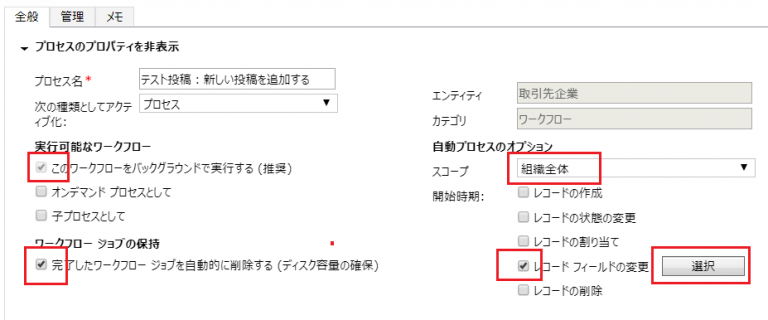 全般 管理 メモ
プロセスのプロパティを非表示
プロセス名* テスト投稿：新しい投稿を追加する
次の種類としてアクティブ化: プロセス
エンティティ 取引先企業
カテゴリ ワークフロー
実行可能なワークフロー
このワークフローをバックグラウンドで実行する (推奨)
オンデマンド プロセスとして
子プロセスとして
ワークフロー ジョブの保持
完了したワークフロー ジョブを自動的に削除する (ディスク容量の確保)
自動プロセスのオプション
スコープ 組織全体
開始時期: レコードの作成
レコードの状態の変更
レコードの割り当て
レコード フィールドの変更 選択
レコードの削除